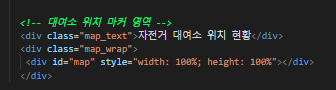 <!-- 대여소 위치 마커 영역 -->
<div class="map_text">자전거 대여소 위치 현황</div>
<div class="map_wrap">
<div id="map" style="width: 100%; height: 100%"></div>
</div>